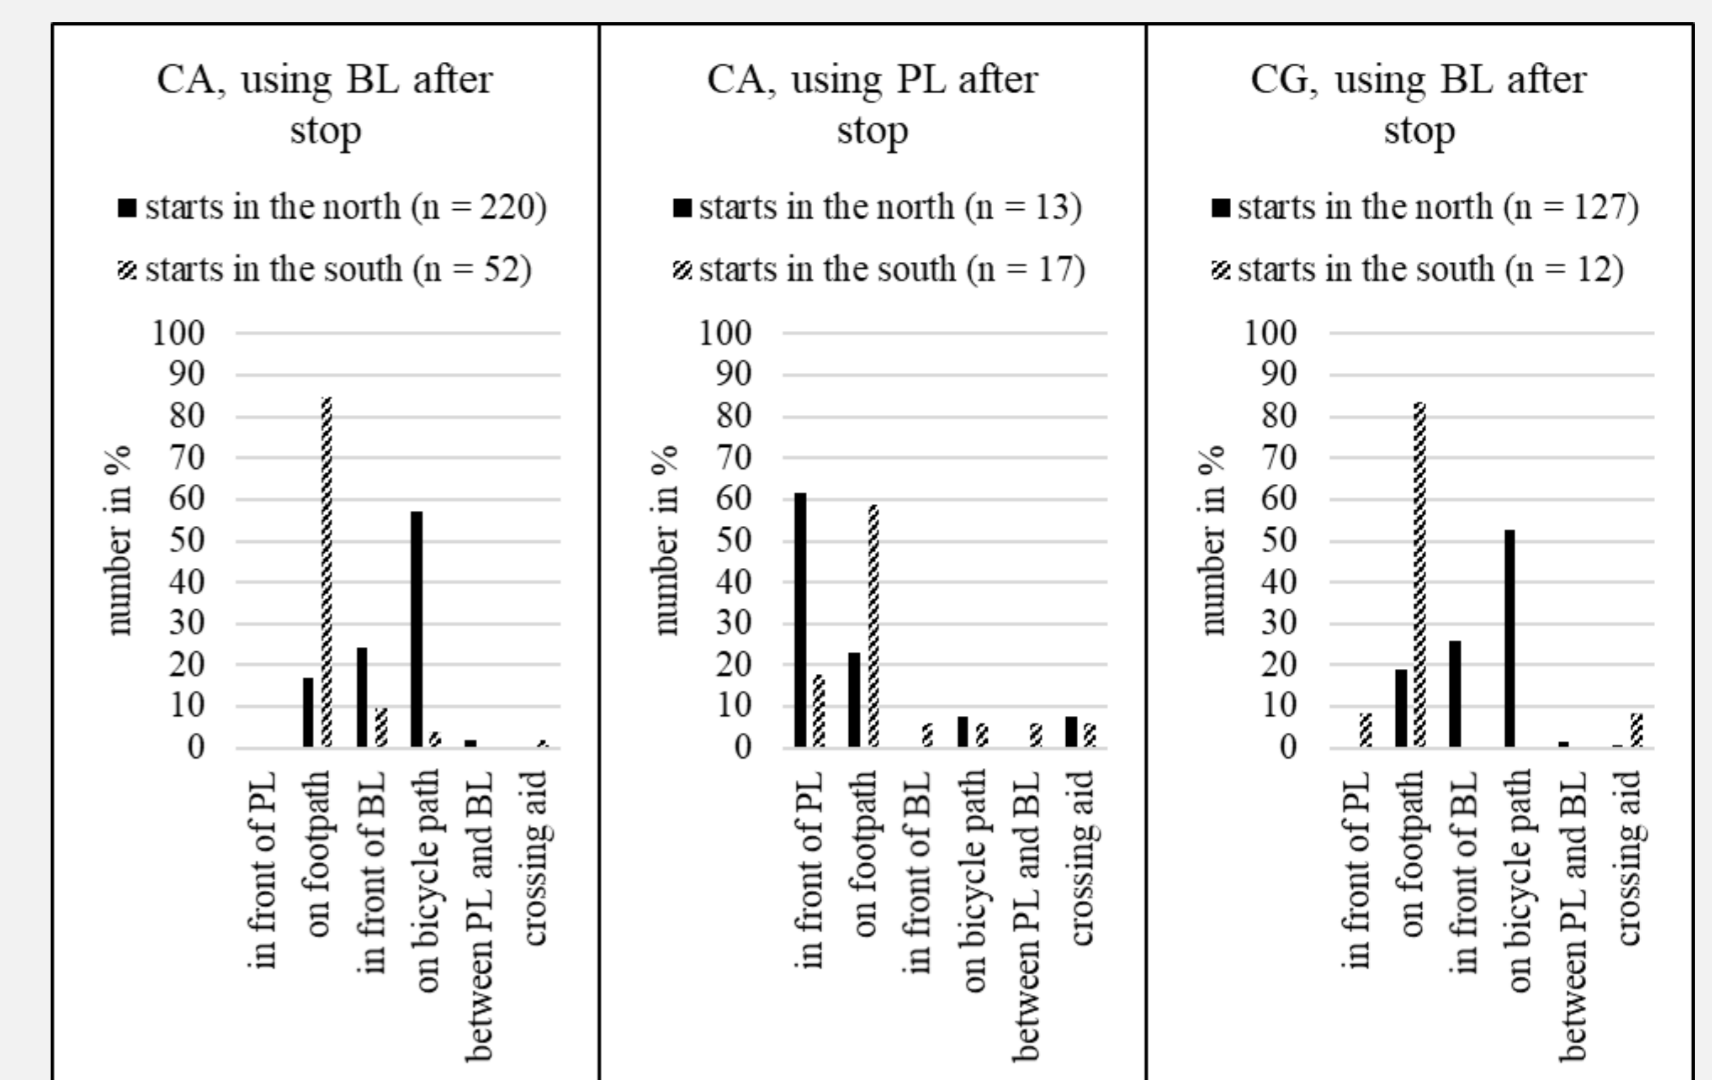 CA, using BL after
stop
starts in the north (n = 220)
starts in the south (n = 52)
number in %
100
90
80
70
60
50
40
30
20
10
0
in front of PL
on footpath
in front of BL
on bicycle path
between PL and BL
crossing aid
CA, using PL after
stop
starts in the north (n = 13)
starts in the south (n = 17)
number in %
100
90
80
70
60
50
40
30
20
10
0
in front of PL
on footpath
in front of BL
on bicycle path
between PL and BL
crossing aid
CG, using BL after
stop
starts in the north (n = 127)
starts in the south (n = 12)
number in %
100
90
80
70
60
50
40
30
20
10
0
in front of PL
on footpath
in front of BL
on bicycle path
between PL and BL
crossing aid